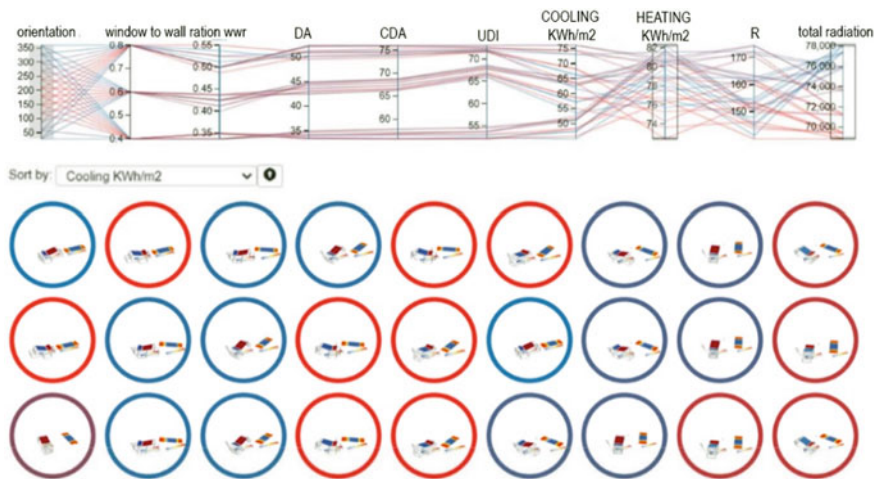 orientation window to wall ration wwr DA CDA UDI COOLING KWh/m2 HEATING KWh/m2 R total radiation
350 0.8 0.55 75 70 75 82 78,000
300 0.7 0.50 50 70 65 70 80 170 76,000
250 0.45 45 65 60 65 78 160 74,000
200 0.6 0.40 40 60 55 60 76 150 72,000
150 0.5 0.35 35 55 74 70,000
100 0.4 50
50
Sort by: Cooling KWh/m2